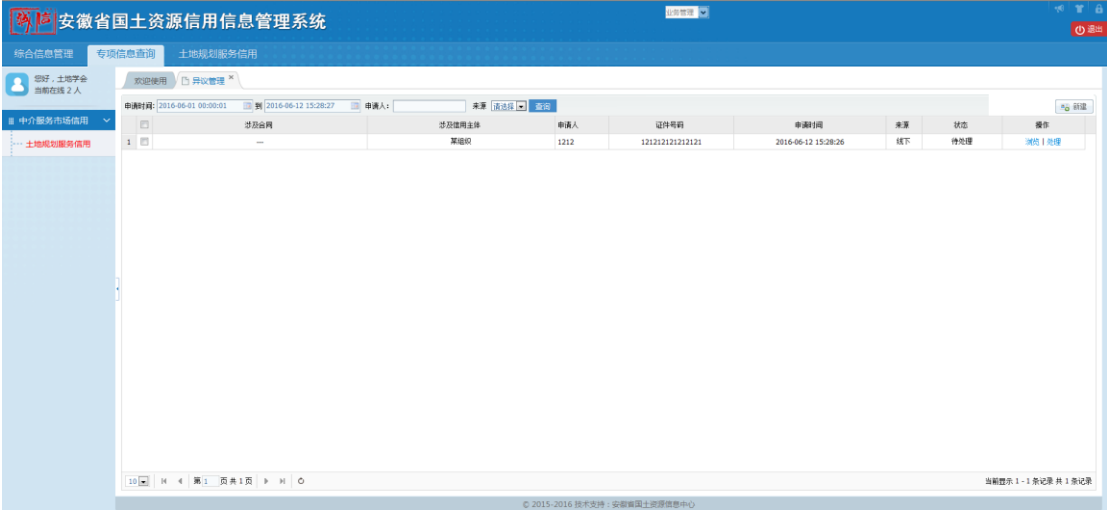 诚信 安徽省国土资源信用信息管理系统
业务管理
退出
综合信息管理 专项信息查询 土地规划服务信用
您好，土地学会
当前在线 2 人
欢迎使用 异议管理 ×
申请时间: 2016-06-01 00:00:01 到 2016-06-12 15:28:27 申请人: 来源 请选择 查询 新建
中介服务市场信用
土地规划服务信用
涉及合同 涉及信用主体 申请人 证件号码 申请时间 来源 状态 操作
1 — 某组织 1212 121212121212121 2016-06-12 15:28:26 线下 待处理 浏览 | 处理
10 第 1 页 共 1 页 当前显示 1 - 1 条记录 共 1 条记录
© 2015-2016 技术支持：安徽省国土资源信息中心